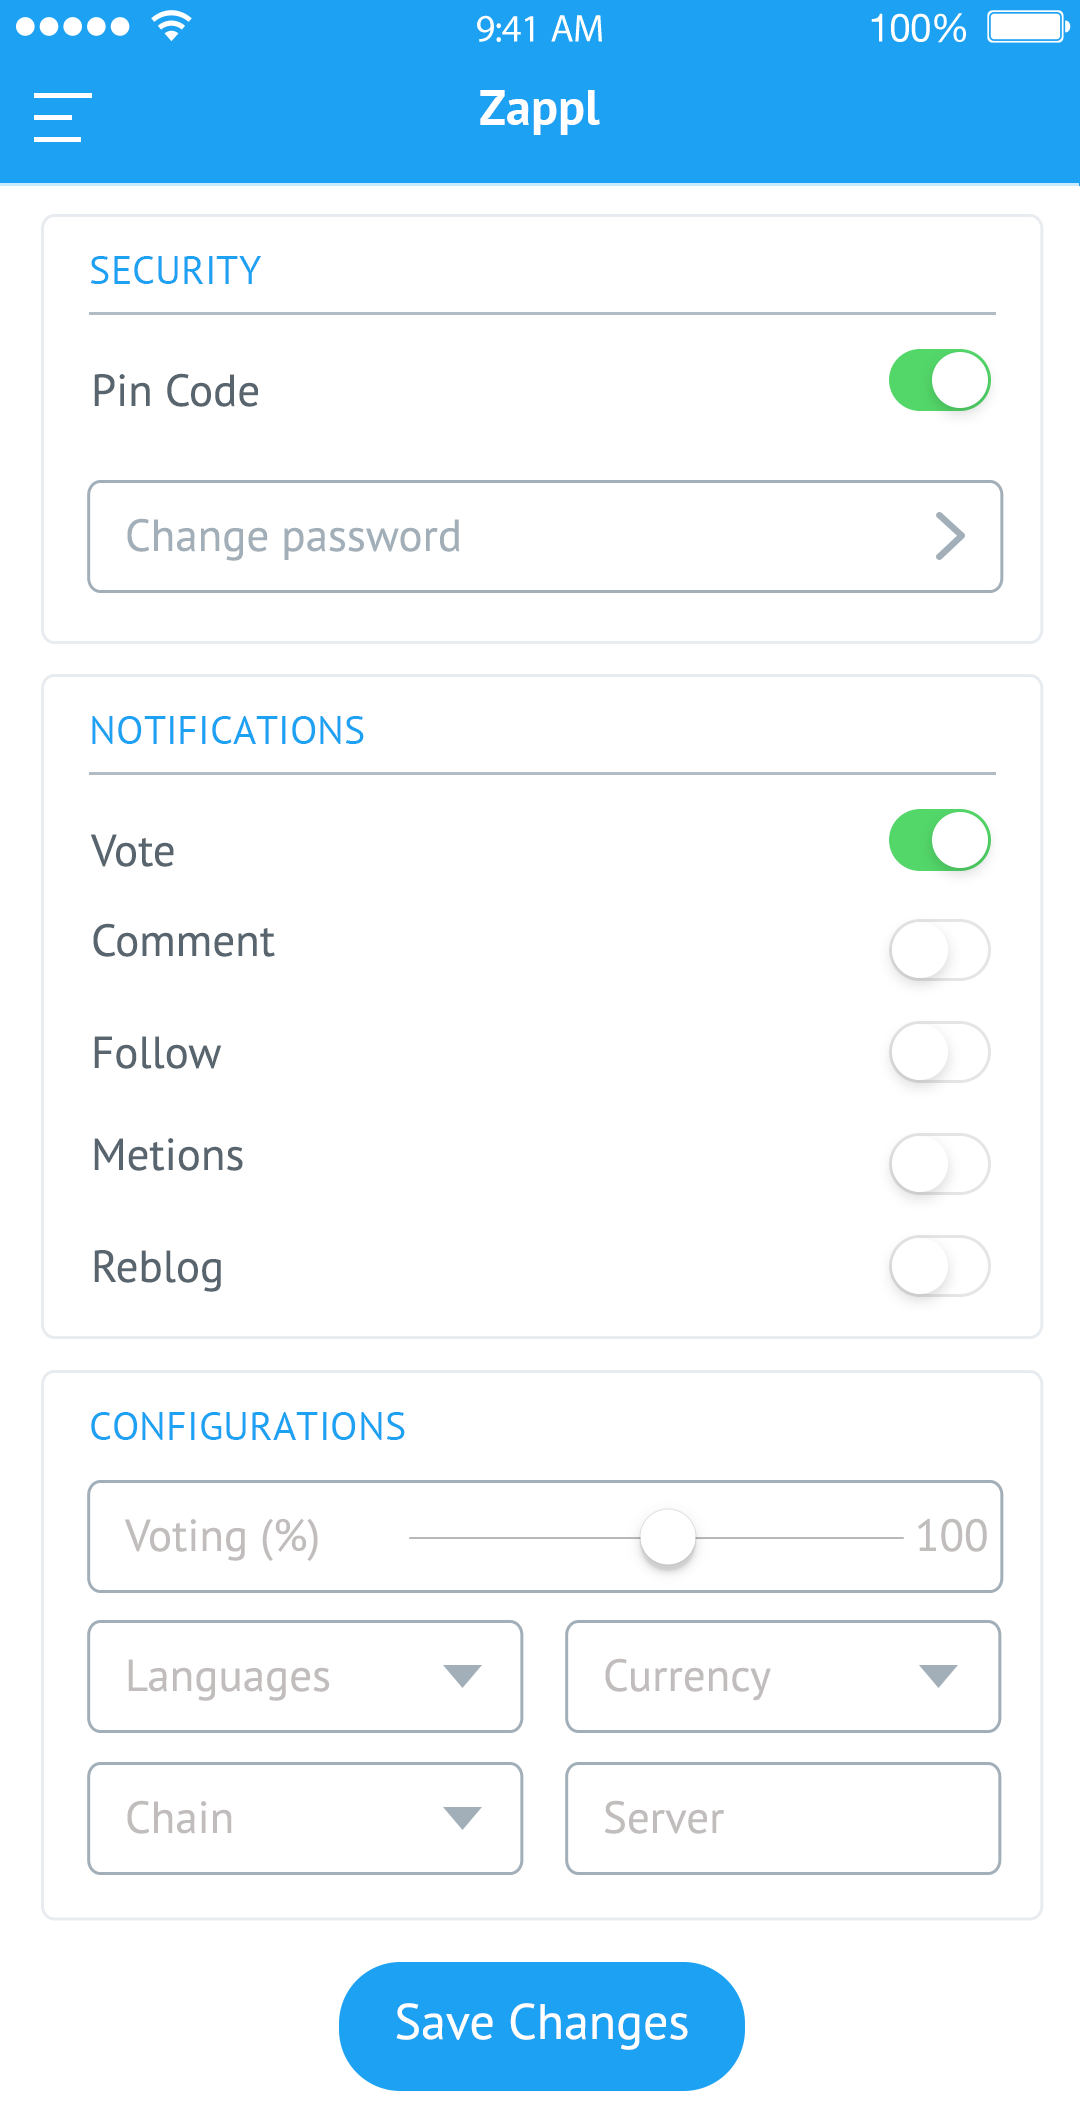 9:41 AM
100%
Zappl
SECURITY
Pin Code
Change password
NOTIFICATIONS
Vote
Comment
Follow
Metions
Reblog
CONFIGURATIONS
Voting (%) 100
Languages
Currency
Chain
Server
Save Changes